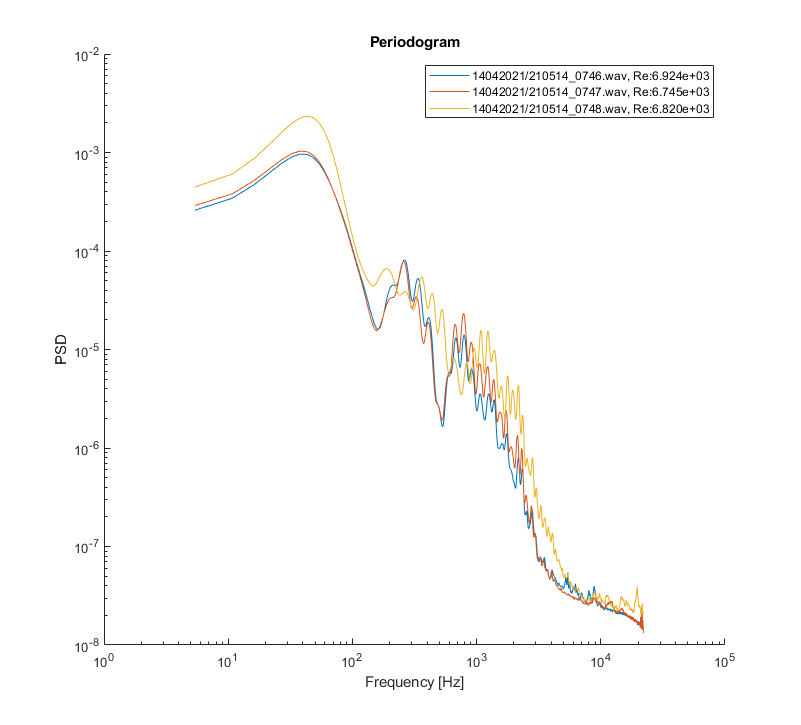 Periodogram
14042021/210514_0746.wav, Re:6.924e+03
14042021/210514_0747.wav, Re:6.745e+03
14042021/210514_0748.wav, Re:6.820e+03
10^-2
10^-3
10^-4
10^-5
10^-6
10^-7
10^-8
PSD
10^0 10^1 10^2 10^3 10^4 10^5
Frequency [Hz]